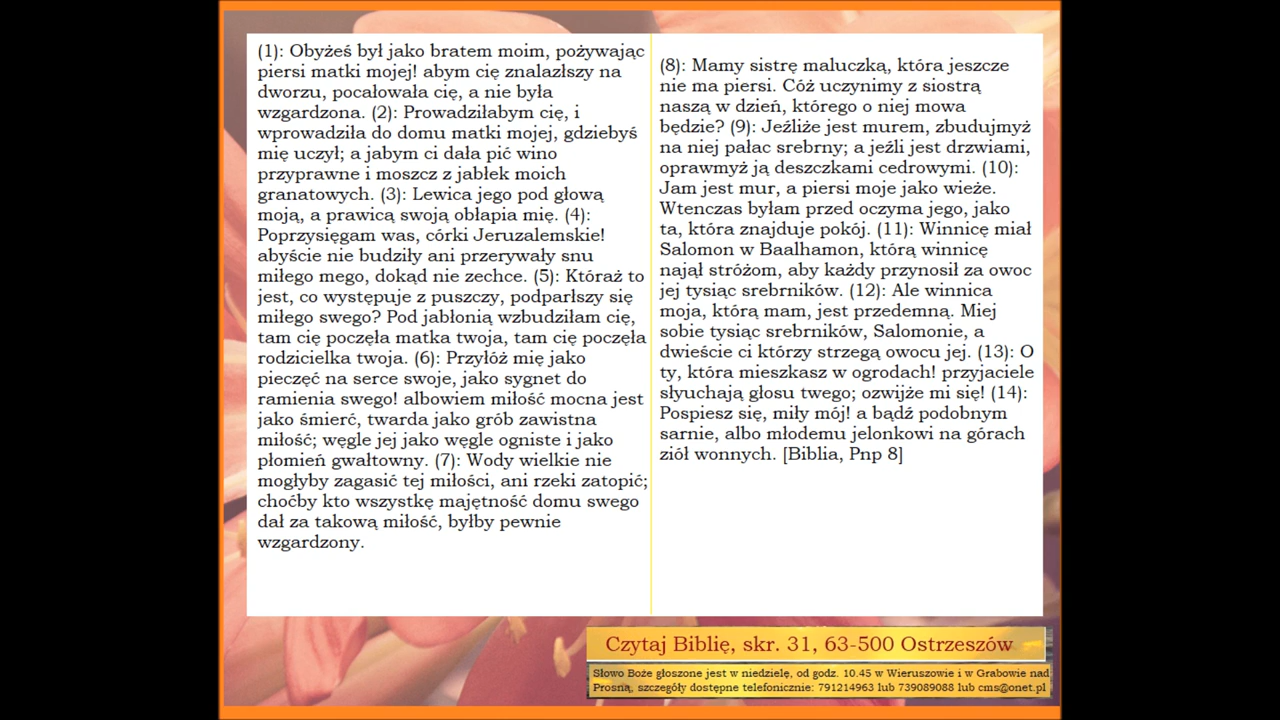 (1): Obyżeś był jako bratem moim, pożywając
piersi matki mojej! abym cię znalazłszy na
dworzu, pocałowała cię, a nie była
wzgardzona. (2): Prowadziłabym cię, i
wprowadziła do domu matki mojej, gdziebyś
mię uczył; a jabym ci dała pić wino
przyprawne i moszcz z jabłek moich
granatowych. (3): Lewica jego pod głową
moją, a prawicą swoją obłapia mię. (4):
Poprzysięgam was, córki Jeruzalemskie!
abyście nie budziły ani przerywały snu
miłego mego, dokąd nie zechce. (5): Któraż to
jest, co występuje z puszczy, podparłszy się
miłego swego? Pod jabłonią wzbudziłam cię,
tam cię poczęła matka twoja, tam cię poczęła
rodzicielka twoja. (6): Przyłóż mię jako
pieczęć na serce swoje, jako sygnet do
ramienia swego! albowiem miłość mocna jest
jako śmierć, twarda jako grób zawistna
miłość; węgle jej jako węgle ogniste i jako
płomień gwałtowny. (7): Wody wielkie nie
mogłyby zagasić tej miłości, ani rzeki zatopić;
choćby kto wszystkę majętność domu swego
dał za takową miłość, byłby pewnie
wzgardzony.
(8): Mamy sistrę maluczką, która jeszcze
nie ma piersi. Cóż uczynimy z siostrą
naszą w dzień, którego o niej mowa
będzie? (9): Jeźliże jest murem, zbudujmyż
na niej pałac srebrny; a jeźli jest drzwiami,
oprawmyż ją deszczkami cedrowymi. (10):
Jam jest mur, a piersi moje jako wieże.
Wtenczas byłam przed oczyma jego, jako
ta, która znajduje pokój. (11): Winnicę miał
Salomon w Baalhamon, którą winnicę
najął stróżom, aby każdy przynosił za owoc
jej tysiąc srebrników. (12): Ale winnica
moja, którą mam, jest przedemną. Miej
sobie tysiąc srebrników, Salomonie, a
dwieście ci którzy strzegą owocu jej. (13): O
ty, która mieszkasz w ogrodach! przyjaciele
słyuchają głosu twego; ozwijże mi się! (14):
Pospiesz się, miły mój! a bądź podobnym
sarnie, albo młodemu jelonkowi na górach
ziół wonnych. [Biblia, Pnp 8]
Czytaj Biblię, skr. 31, 63-500 Ostrzeszów
Słowo Boże głoszone jest w niedzielę, od godz. 10.45 w Wieruszowie i w Grabowie nad
Prosną, szczegóły dostępne telefonicznie: 791214963 lub 739089088 lub cms@onet.pl